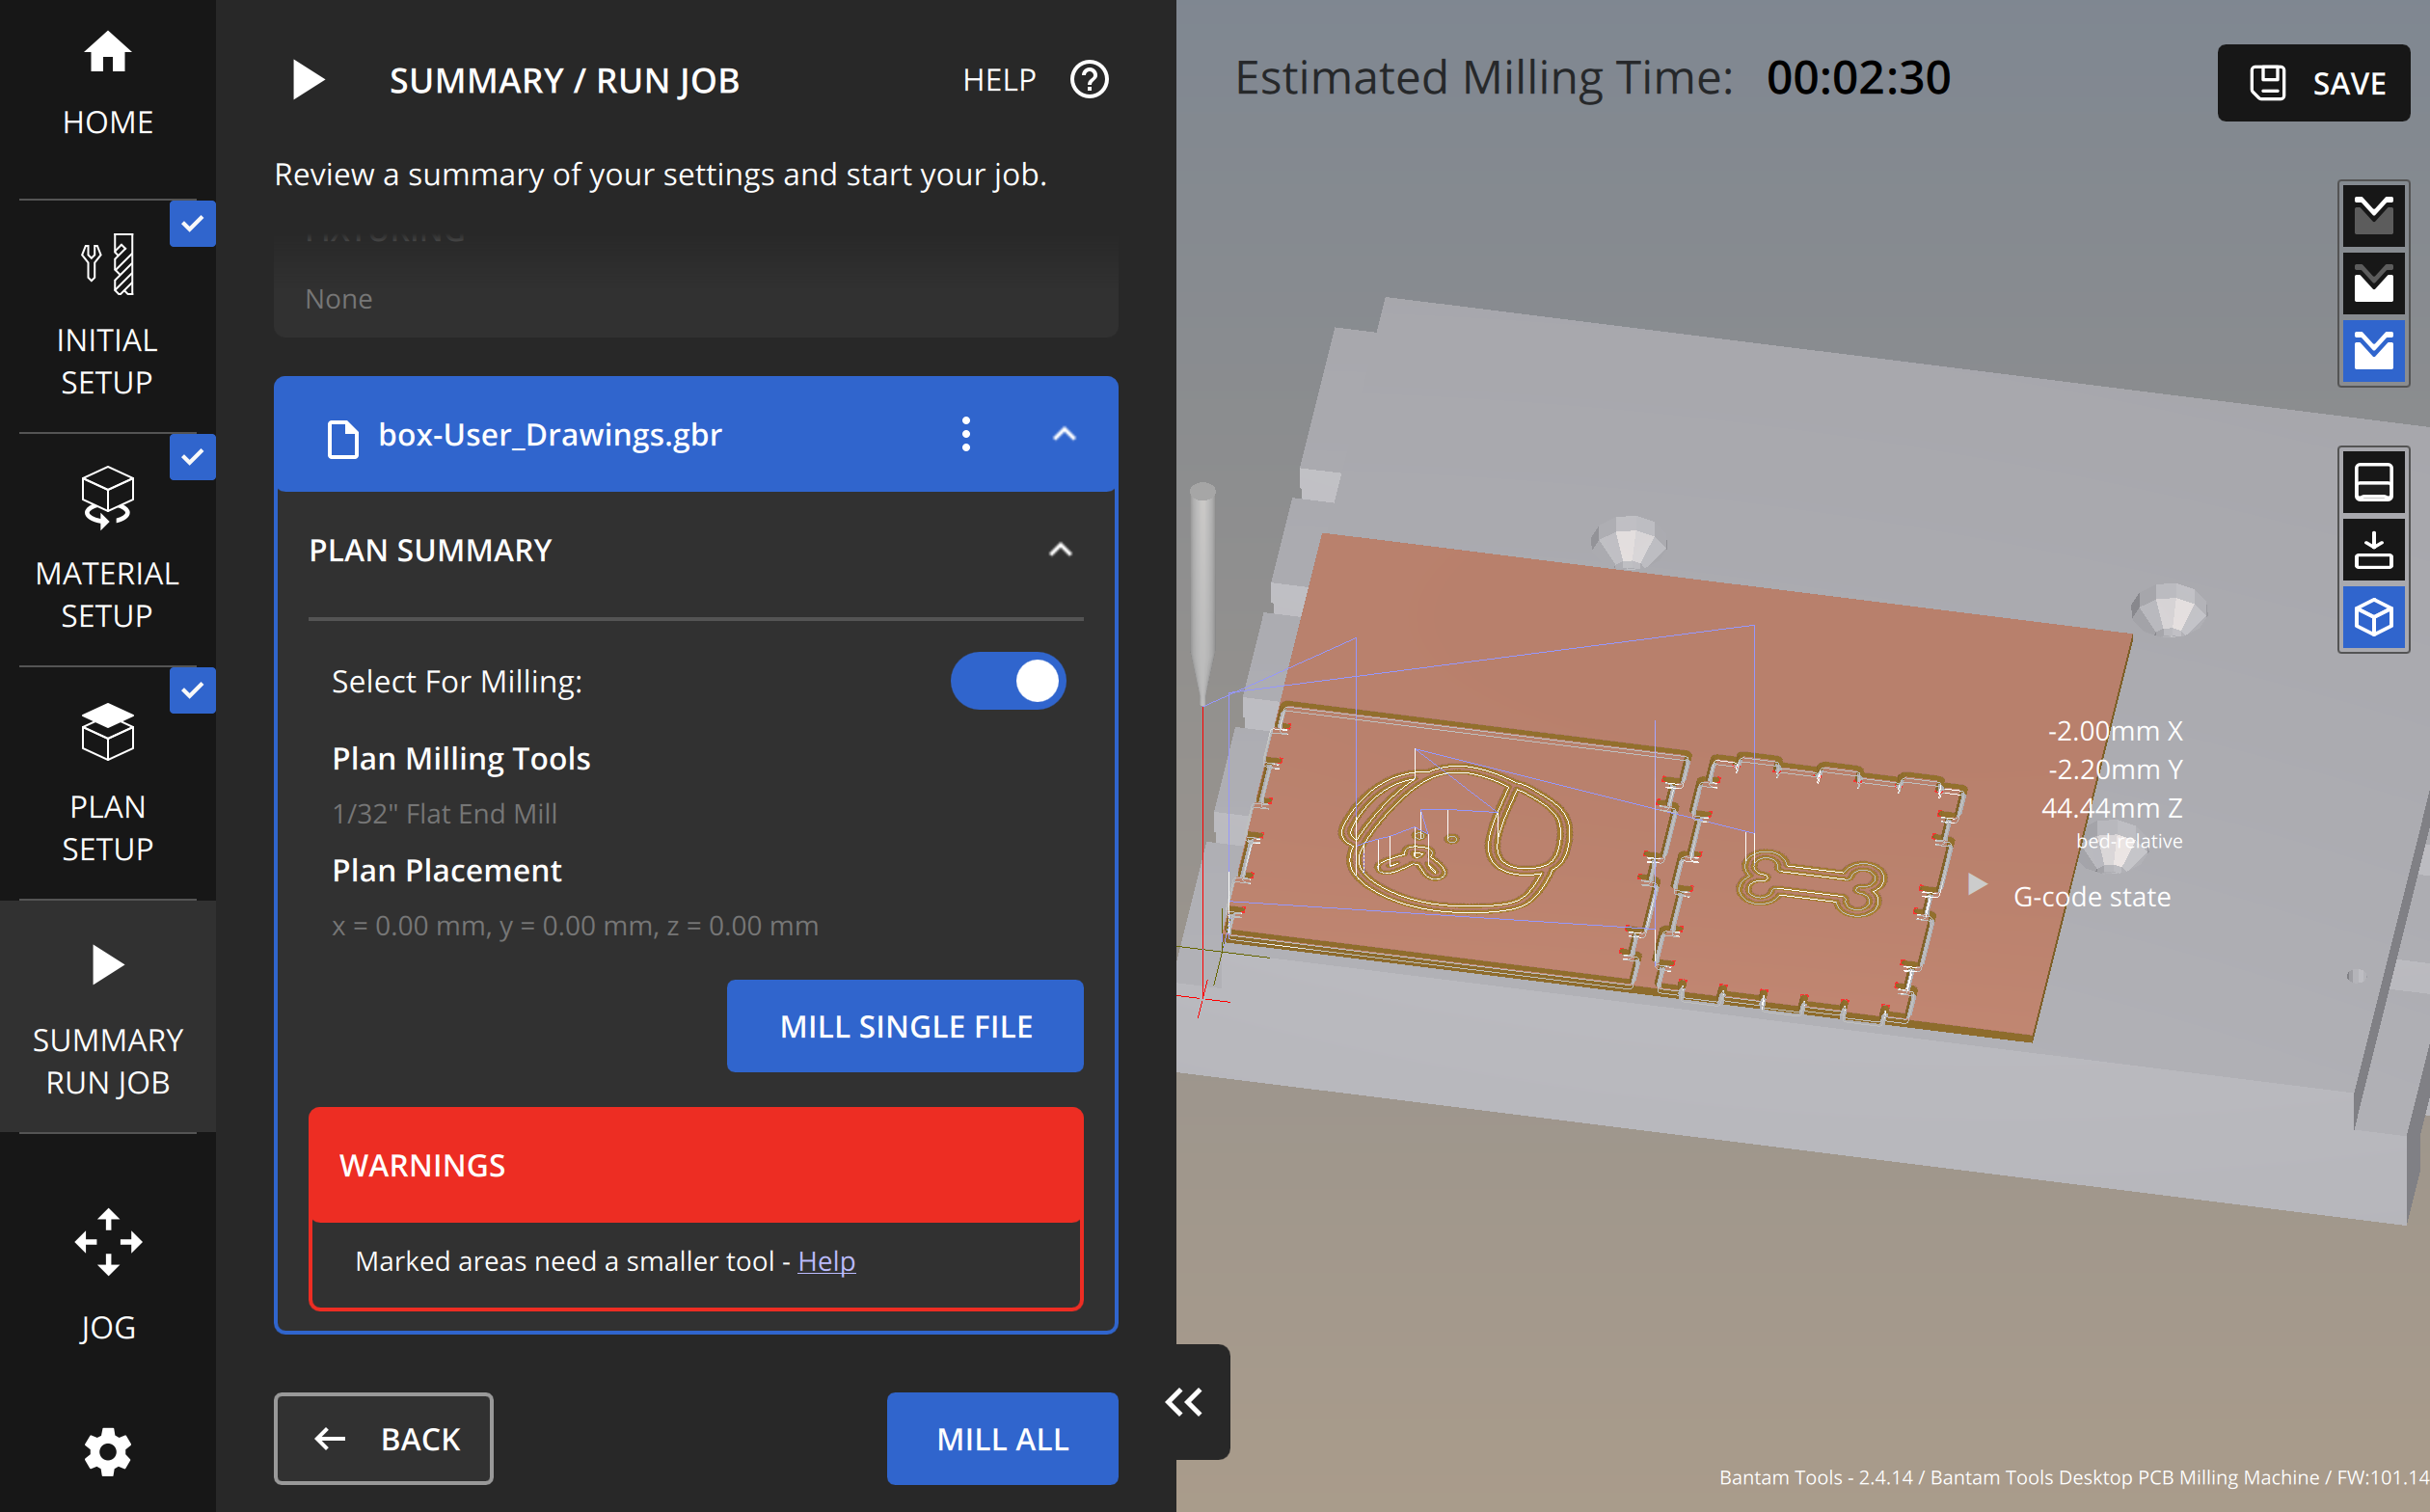 HOME
INITIAL
SETUP
MATERIAL
SETUP
PLAN
SETUP
SUMMARY
RUN JOB
JOG
SUMMARY / RUN JOB
HELP
Review a summary of your settings and start your job.
FIXTURING
None
box-User_Drawings.gbr
PLAN SUMMARY
Select For Milling:
Plan Milling Tools
1/32" Flat End Mill
Plan Placement
x = 0.00 mm, y = 0.00 mm, z = 0.00 mm
MILL SINGLE FILE
WARNINGS
Marked areas need a smaller tool - Help
BACK
MILL ALL
Estimated Milling Time: 00:02:30
SAVE
-2.00mm X
-2.20mm Y
44.44mm Z
bed-relative
G-code state
Bantam Tools - 2.4.14 / Bantam Tools Desktop PCB Milling Machine / FW:101.14